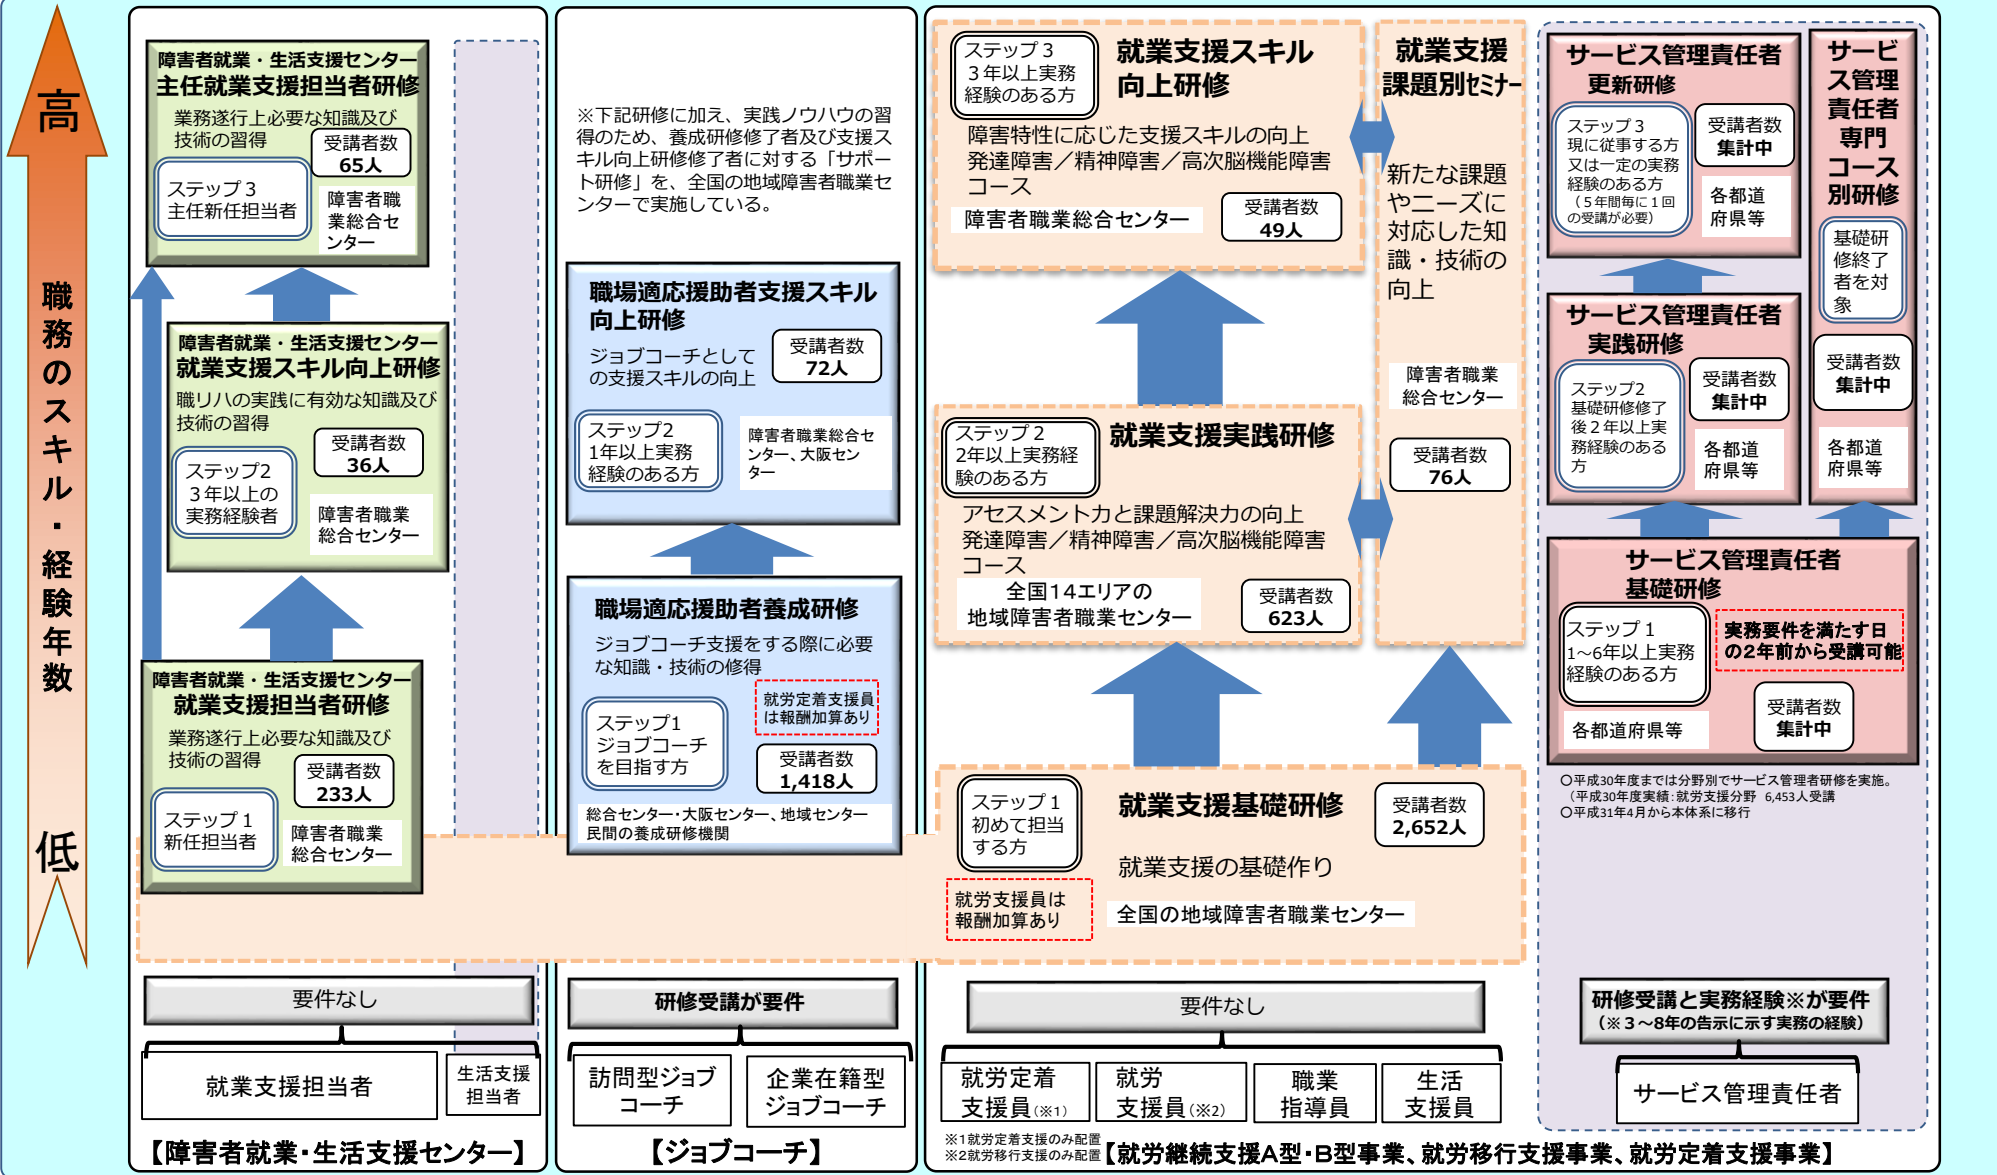 高
職務のスキル・経験年数
低
障害者就業・生活支援センター
主任就業支援担当者研修
業務遂行上必要な知識及び
技術の習得
受講者数
65人
ステップ3
主任新任担当者
障害者職
業総合セ
ンター
障害者就業・生活支援センター
就業支援スキル向上研修
職リハの実践に有効な知識及び
技術の習得
受講者数
36人
ステップ2
３年以上の
実務経験者
障害者職業
総合センター
障害者就業・生活支援センター
就業支援担当者研修
業務遂行上必要な知識及び
技術の習得
受講者数
233人
ステップ１
新任担当者
障害者職業
総合センター
要件なし
就業支援担当者
生活支援
担当者
【障害者就業・生活支援センター】
※下記研修に加え、実践ノウハウの習
得のため、養成研修修了者及び支援ス
キル向上研修修了者に対する「サポー
ト研修」を、全国の地域障害者職業セ
ンターで実施している。
職場適応援助者支援スキル
向上研修
ジョブコーチとして
の支援スキルの向上
受講者数
72人
ステップ2
1年以上実務
経験のある方
障害者職業総合セ
ンター、大阪セン
ター
職場適応援助者養成研修
ジョブコーチ支援をする際に必要
な知識・技術の修得
就労定着支援員
は報酬加算あり
ステップ1
ジョブコーチ
を目指す方
受講者数
1,418人
総合センター・大阪センター、地域センター
民間の養成研修機関
研修受講が要件
訪問型ジョブ
コーチ
企業在籍型
ジョブコーチ
【ジョブコーチ】
ステップ３
３年以上実務
経験のある方
就業支援スキル
向上研修
障害特性に応じた支援スキルの向上
発達障害／精神障害／高次脳機能障害
コース
障害者職業総合センター
受講者数
49人
就業支援
課題別セミナー
新たな課題
やニーズに
対応した知
識・技術の
向上
障害者職業
総合センター
受講者数
76人
ステップ２
2年以上実務経
験のある方
就業支援実践研修
アセスメント力と課題解決力の向上
発達障害／精神障害／高次脳機能障害
コース
全国14エリアの
地域障害者職業センター
受講者数
623人
ステップ１
初めて担当
する方
就業支援基礎研修
受講者数
2,652人
就業支援の基礎作り
就労支援員は
報酬加算あり
全国の地域障害者職業センター
要件なし
就労定着
支援員(※1)
就労
支援員(※2)
職業
指導員
生活
支援員
※1就労定着支援のみ配置
※2就労移行支援のみ配置
【就労継続支援A型・B型事業、就労移行支援事業、就労定着支援事業】
サービス管理責任者
更新研修
ステップ3
現に従事する方
又は一定の実務
経験のある方
（５年間毎に１回
の受講が必要）
受講者数
集計中
各都道
府県等
サービ
ス管理
責任者
専門
コース
別研修
基礎研
修終了
者を対
象
受講者数
集計中
各都道
府県等
サービス管理責任者
実践研修
ステップ2
基礎研修修了
後２年以上実
務経験のある
方
受講者数
集計中
各都道
府県等
サービス管理責任者
基礎研修
ステップ１
1～6年以上実務
経験のある方
実務要件を満たす日
の2年前から受講可能
各都道府県等
受講者数
集計中
〇平成30年度までは分野別でサービス管理者研修を実施。
（平成30年度実績：就労支援分野 6,453人受講
〇平成31年4月から本体系に移行
研修受講と実務経験※が要件
（※３～8年の告示に示す実務の経験）
サービス管理責任者